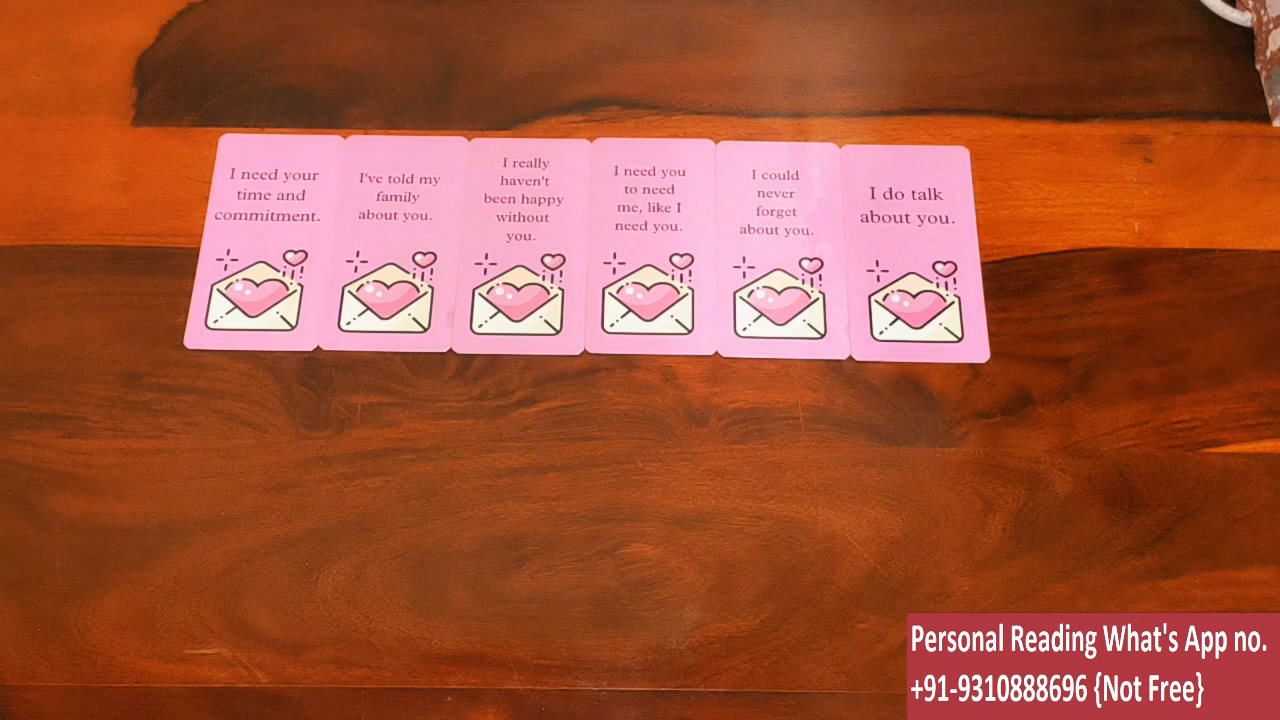 I need your
time and
commitment.
I've told my
family
about you.
I really
haven't
been happy
without
you.
I need you
to need
me, like I
need you.
I could
never
forget
about you.
I do talk
about you.
Personal Reading What's App no.
+91-9310888696 {Not Free}